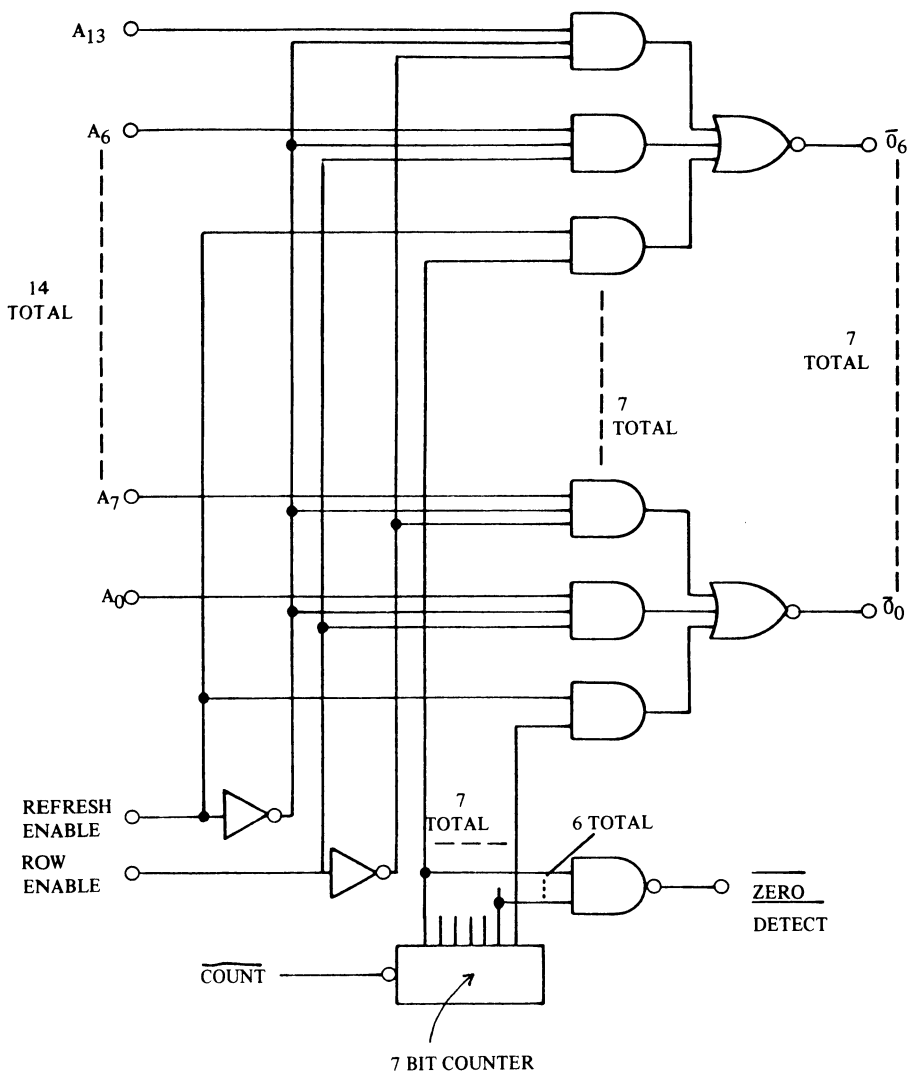 A13
A6
Ō6
14
TOTAL
7
TOTAL
7
TOTAL
A7
A0
Ō0
REFRESH
ENABLE
7
TOTAL
6 TOTAL
ROW
ENABLE
ZERO
DETECT
COUNT
7 BIT COUNTER